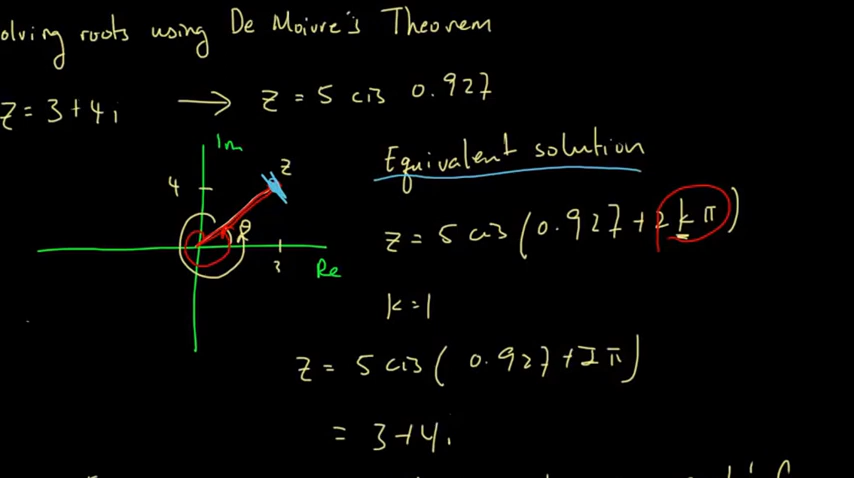 olving roots using De Moivre's Theorem
Z = 3 + 4i → Z = 5 cis 0.927
Im
Z
4
θ
3
Re
Equivalent solution
Z = 5 cis (0.927 + 2kπ)
k = 1
Z = 5 cis ( 0.927 + 2π)
= 3 + 4i